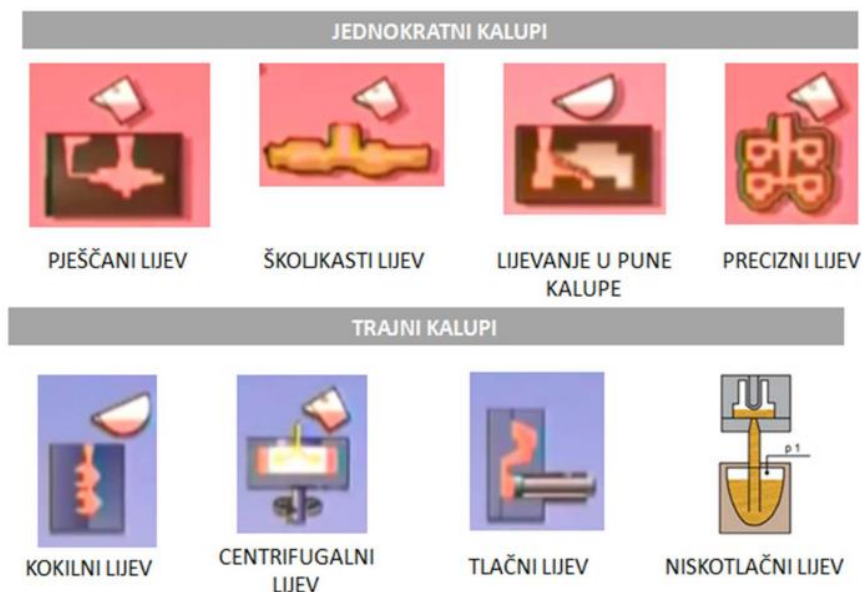 JEDNOKRATNI KALUPI
PJEŠČANI LIJEV
ŠKOLJKASTI LIJEV
LIJEVANJE U PUNE
KALUPE
PRECIZNI LIJEV
TRAJNI KALUPI
p 1
KOKILNI LIJEV
CENTRIFUGALNI
LIJEV
TLAČNI LIJEV
NISKOTLAČNI LIJEV